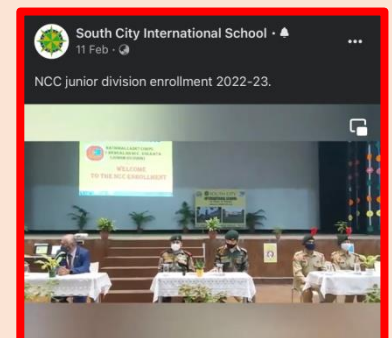 South City International School
11 Feb
NCC junior division enrollment 2022-23.
WELCOME
TO THE NCC ENROLLMENT